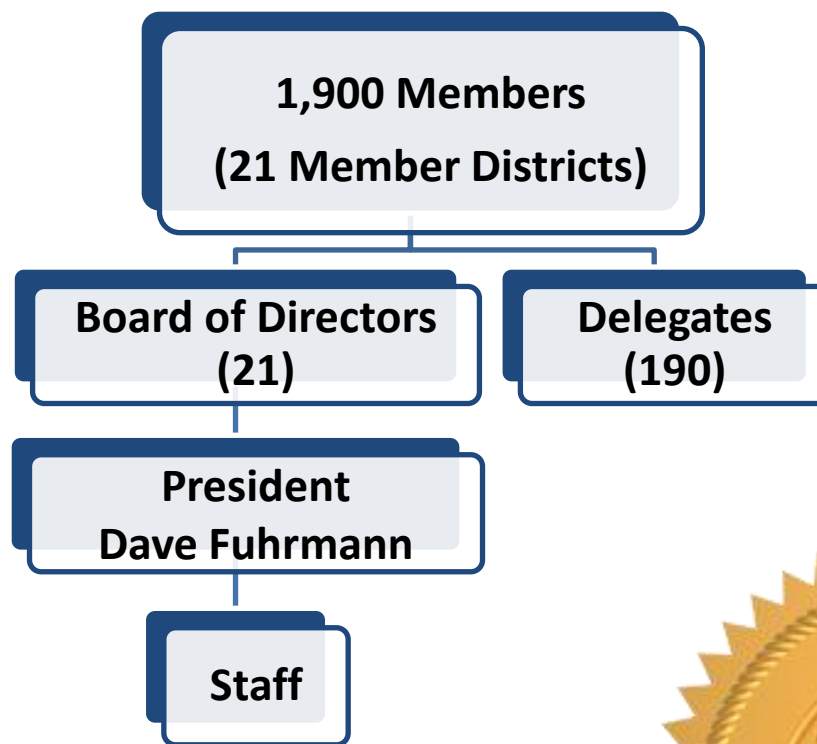 1,900 Members
(21 Member Districts)
Board of Directors
(21)
Delegates
(190)
President
Dave Fuhrmann
Staff